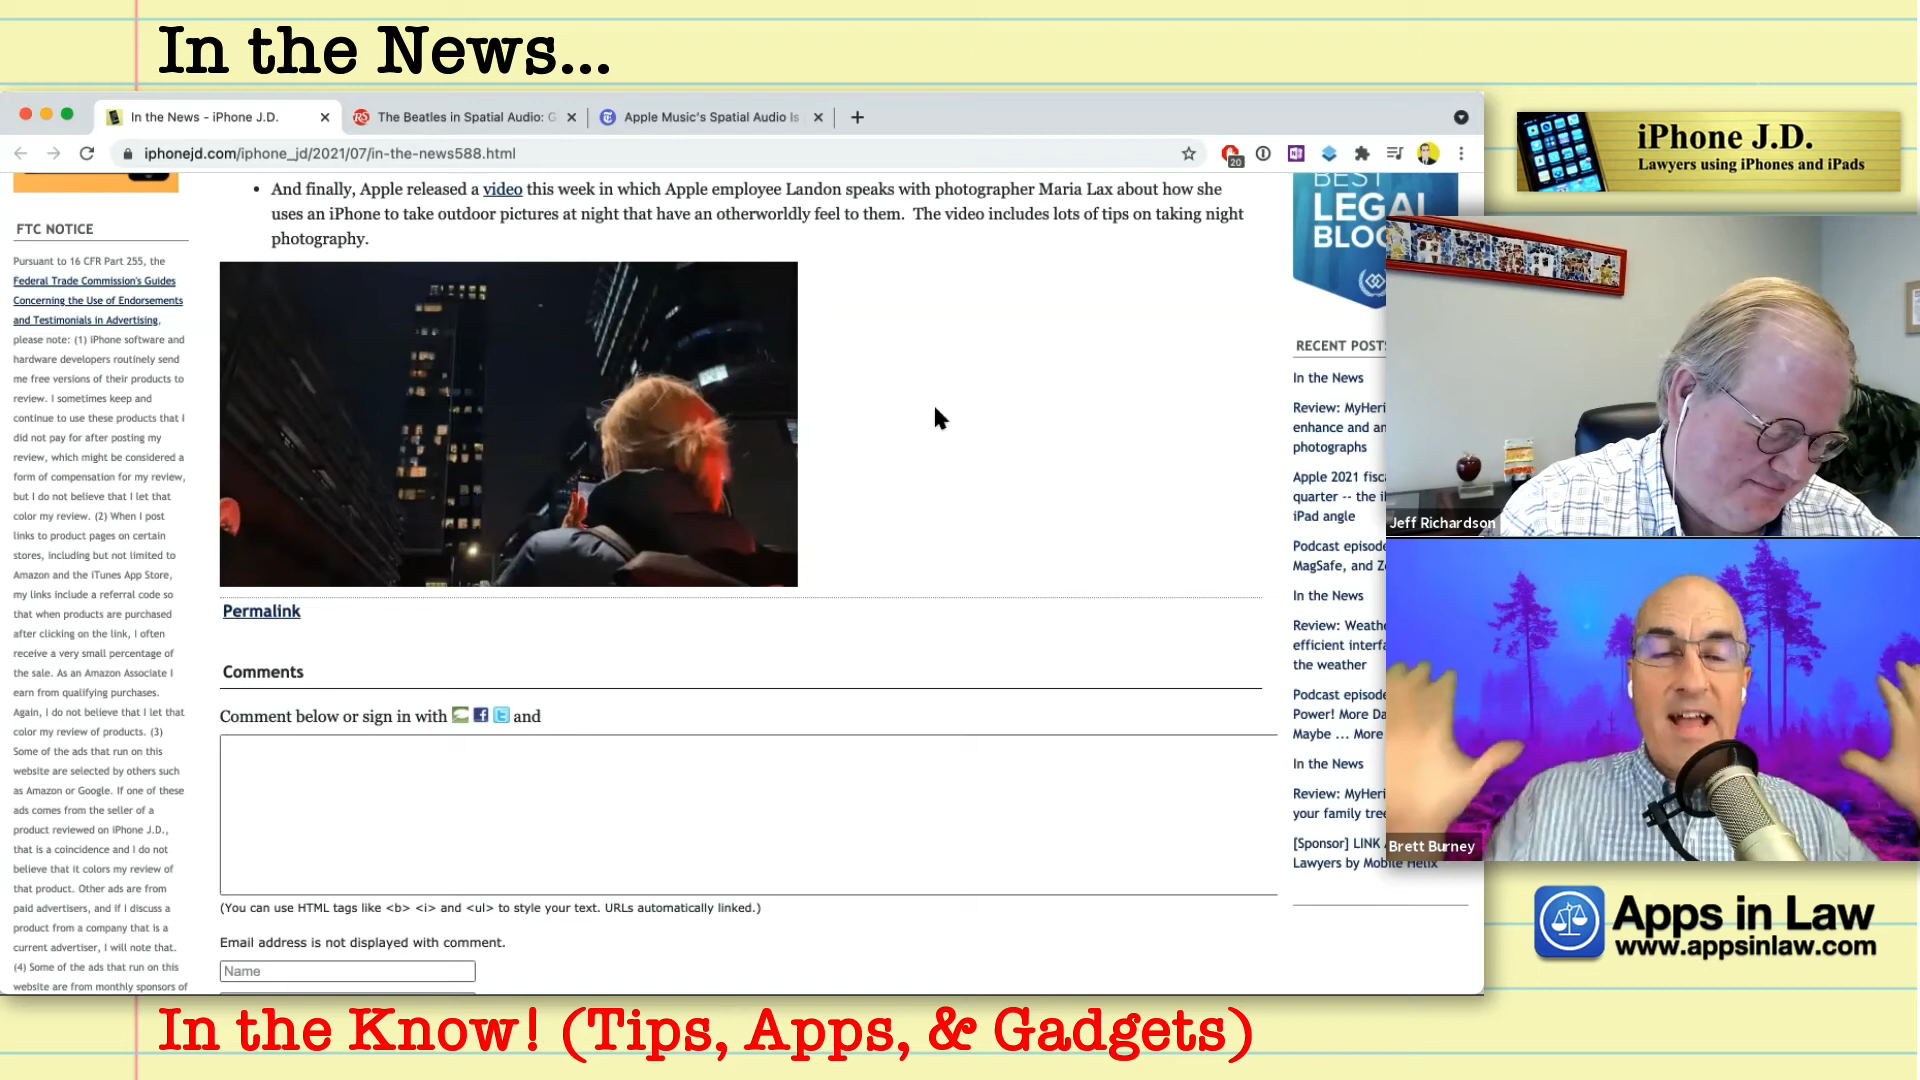 In the News...
In the News - iPhone J.D.
The Beatles in Spatial Audio: G
Apple Music's Spatial Audio Is
iphonejd.com/iphone_jd/2021/07/in-the-news588.html
20
iPhone J.D.
Lawyers using iPhones and iPads
FTC NOTICE
Pursuant to 16 CFR Part 255, the
Federal Trade Commission's Guides
Concerning the Use of Endorsements
and Testimonials in Advertising,
please note: (1) iPhone software and
hardware developers routinely send
me free versions of their products to
review. I sometimes keep and
continue to use these products that I
did not pay for after posting my
review, which might be considered a
form of compensation for my review,
but I do not believe that I let that
color my review. (2) When I post
links to product pages on certain
stores, including but not limited to
Amazon and the iTunes App Store,
my links include a referral code so
that when products are purchased
after clicking on the link, I often
receive a very small percentage of
the sale. As an Amazon Associate I
earn from qualifying purchases.
Again, I do not believe that I let that
color my review of products. (3)
Some of the ads that run on this
website are selected by others such
as Amazon or Google. If one of these
ads comes from the seller of a
product reviewed on iPhone J.D.,
that is a coincidence and I do not
believe that it colors my review of
that product. Other ads are from
paid advertisers, and if I discuss a
product from a company that is a
current advertiser, I will note that.
(4) Some of the ads that run on this
website are from monthly sponsors of
• And finally, Apple released a video this week in which Apple employee Landon speaks with photographer Maria Lax about how she
uses an iPhone to take outdoor pictures at night that have an otherworldly feel to them. The video includes lots of tips on taking night
photography.
Permalink
Comments
Comment below or sign in with and
(You can use HTML tags like <b> <i> and <ul> to style your text. URLs automatically linked.)
Email address is not displayed with comment.
Name
BEST
LEGAL
BLOG
RECENT POSTS
In the News
Review: MyHeri
enhance and an
photographs
Apple 2021 fisc
quarter -- the i
iPad angle
Podcast episode
MagSafe, and Z
In the News
Review: Weathe
efficient interfa
the weather
Podcast episode
Power! More Da
Maybe ... More
In the News
Review: MyHeri
your family tree
[Sponsor] LINK
Lawyers by Mobile Helix
Jeff Richardson
Brett Burney
Apps in Law
www.appsinlaw.com
In the Know! (Tips, Apps, & Gadgets)